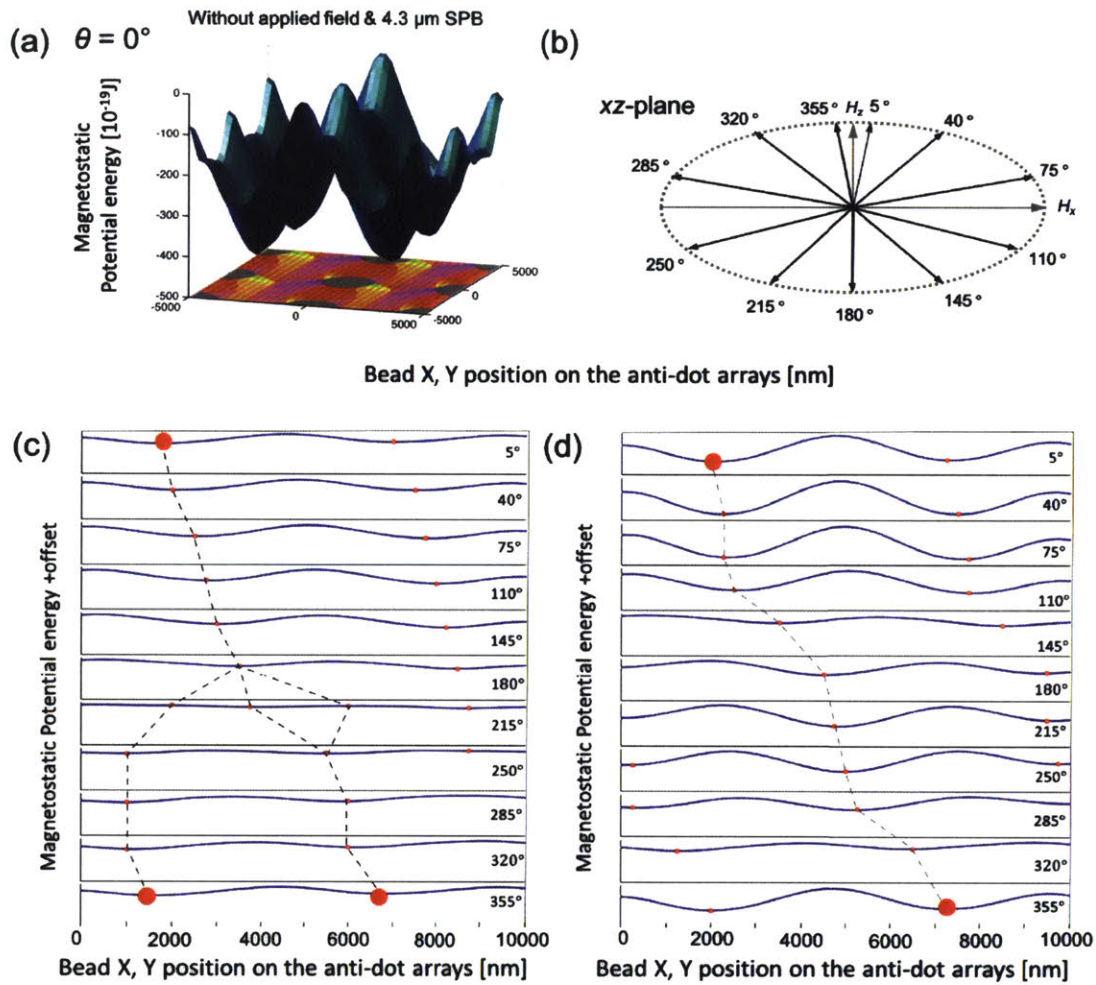 Without applied field & 4.3 µm SPB
(a) θ = 0°
Magnetostatic
Potential energy [10⁻¹⁹J]
0
-100
-200
-300
-400
-500
-5000
0
5000
-5000
0
5000
(b)
xz-plane
355° Hz 5°
320°
40°
285°
75°
Hx
250°
110°
215°
145°
180°
Bead X, Y position on the anti-dot arrays [nm]
(c)
Magnetostatic Potential energy +offset
5°
40°
75°
110°
145°
180°
215°
250°
285°
320°
355°
0 2000 4000 6000 8000 10000
Bead X, Y position on the anti-dot arrays [nm]
(d)
Magnetostatic Potential energy +offset
5°
40°
75°
110°
145°
180°
215°
250°
285°
320°
355°
0 2000 4000 6000 8000 10000
Bead X, Y position on the anti-dot arrays [nm]